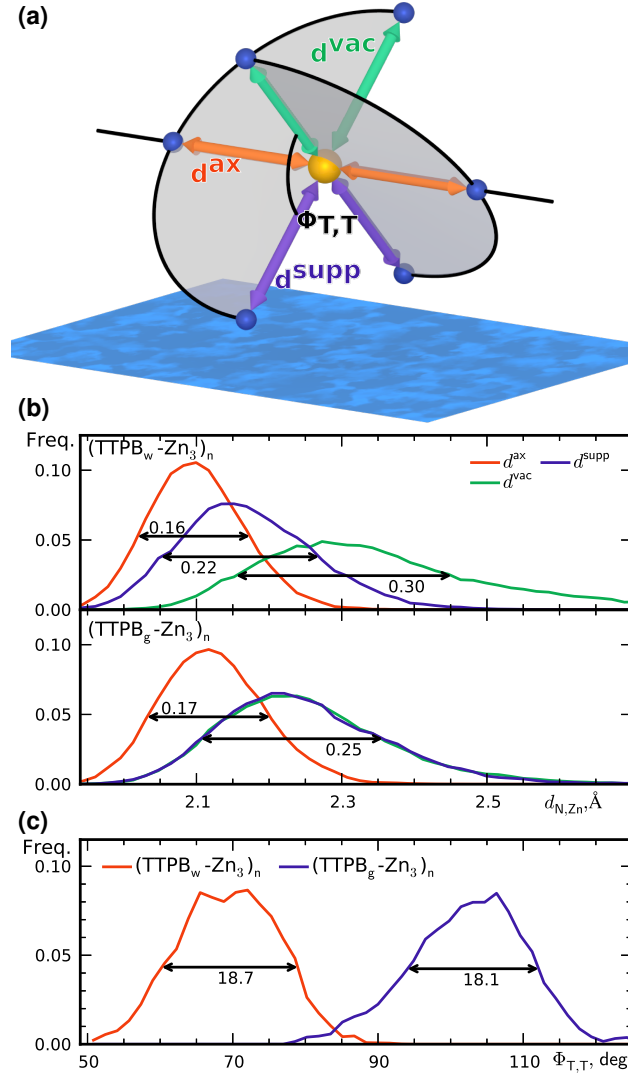 (a)
d^vac
d^ax
Φ_T,T
d^supp
(b)
Freq.
(TTPB_w-Zn_3)_n
d^ax
d^supp
d^vac
0.10
0.16
0.05
0.22
0.30
0.00
(TTPB_g-Zn_3)_n
0.10
0.17
0.05
0.25
0.00
2.1
2.3
2.5
d_N,Zn,Å
(c)
Freq.
(TTPB_w-Zn_3)_n
(TTPB_g-Zn_3)_n
0.10
0.05
18.7
18.1
0.00
50
70
90
110
Φ_T,T, deg